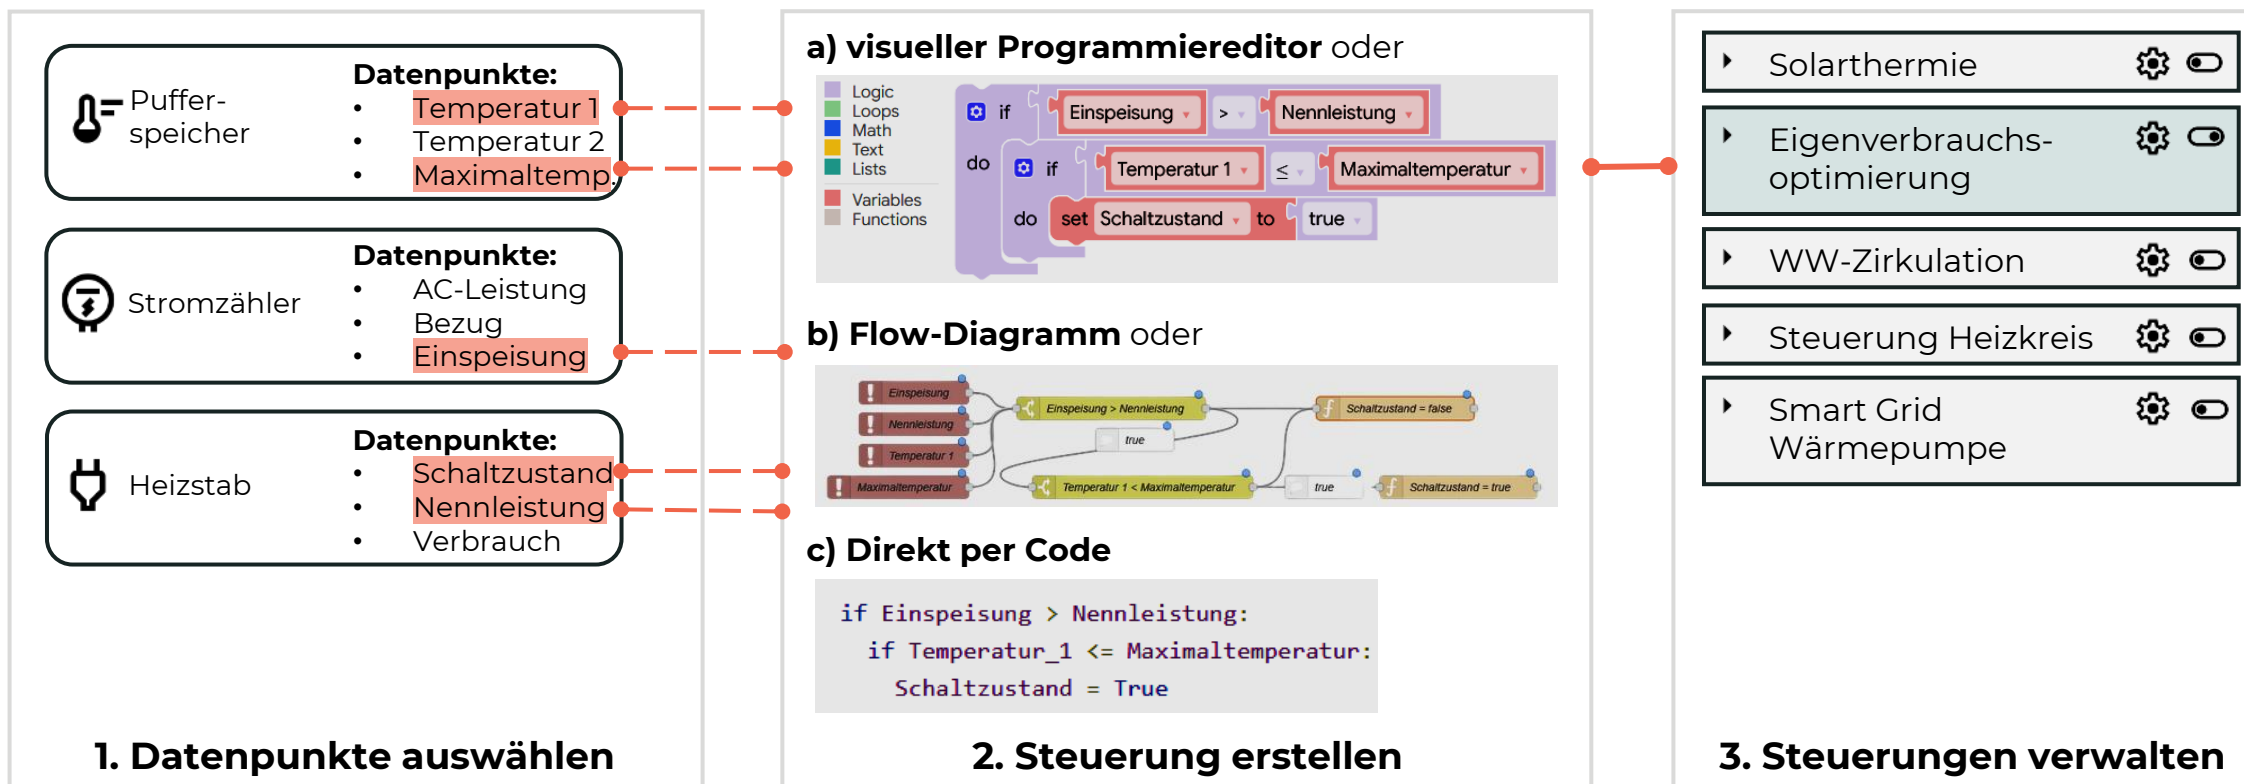 Puffer-
speicher
Datenpunkte:
• Temperatur 1
• Temperatur 2
• Maximaltemp.
Stromzähler
Datenpunkte:
• AC-Leistung
• Bezug
• Einspeisung
Heizstab
Datenpunkte:
• Schaltzustand
• Nennleistung
• Verbrauch
1. Datenpunkte auswählen
a) visueller Programmiereditor oder
Logic
Loops
Math
Text
Lists
Variables
Functions
if Einspeisung > Nennleistung
do if Temperatur 1 ≤ Maximaltemperatur
do set Schaltzustand to true
b) Flow-Diagramm oder
Einspeisung
Nennleistung
Temperatur 1
Maximaltemperatur
Einspeisung > Nennleistung
true
Temperatur 1 < Maximaltemperatur
Schaltzustand = false
true
Schaltzustand = true
c) Direkt per Code
if Einspeisung > Nennleistung:
if Temperatur_1 <= Maximaltemperatur:
Schaltzustand = True
2. Steuerung erstellen
Solarthermie
Eigenverbrauchs-
optimierung
WW-Zirkulation
Steuerung Heizkreis
Smart Grid
Wärmepumpe
3. Steuerungen verwalten